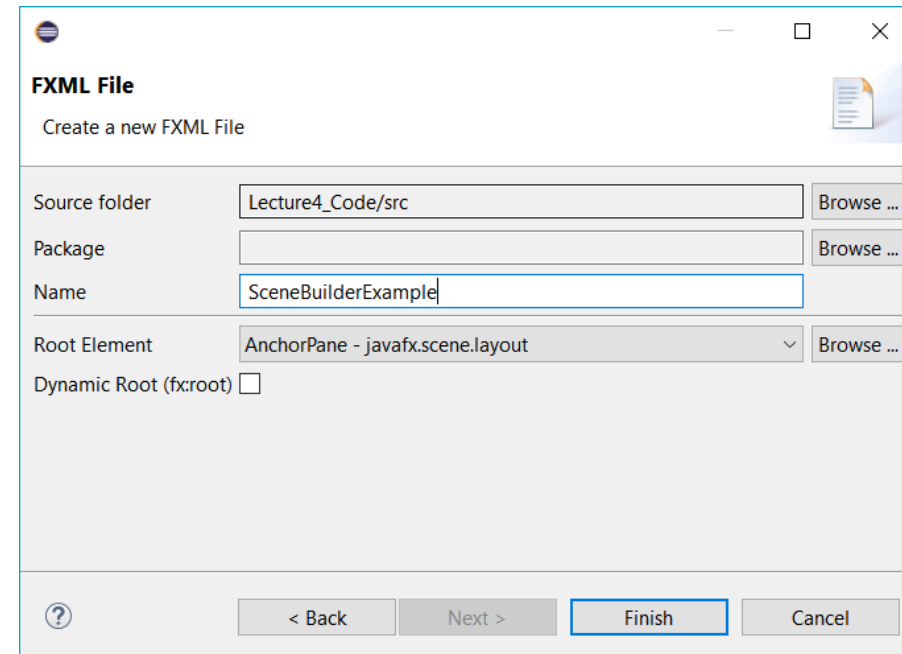 FXML File
Create a new FXML File
Source folder Lecture4_Code/src Browse ...
Package Browse ...
Name SceneBuilderExample
Root Element AnchorPane - javafx.scene.layout Browse ...
Dynamic Root (fx:root)
? < Back Next > Finish Cancel